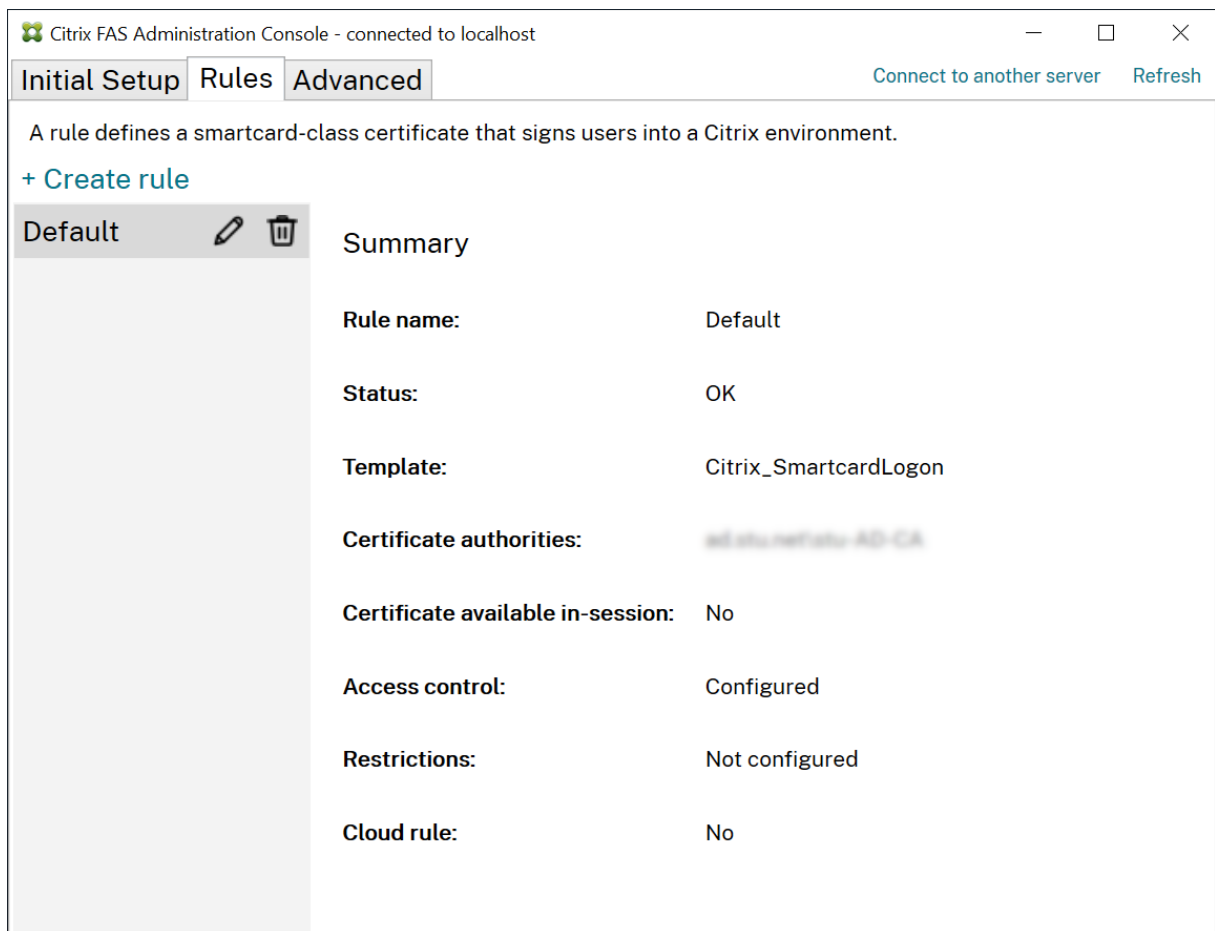 Citrix FAS Administration Console - connected to localhost
Initial Setup Rules Advanced Connect to another server Refresh
A rule defines a smartcard-class certificate that signs users into a Citrix environment.
+ Create rule
Default
Summary
Rule name: Default
Status: OK
Template: Citrix_SmartcardLogon
Certificate authorities:
Certificate available in-session: No
Access control: Configured
Restrictions: Not configured
Cloud rule: No